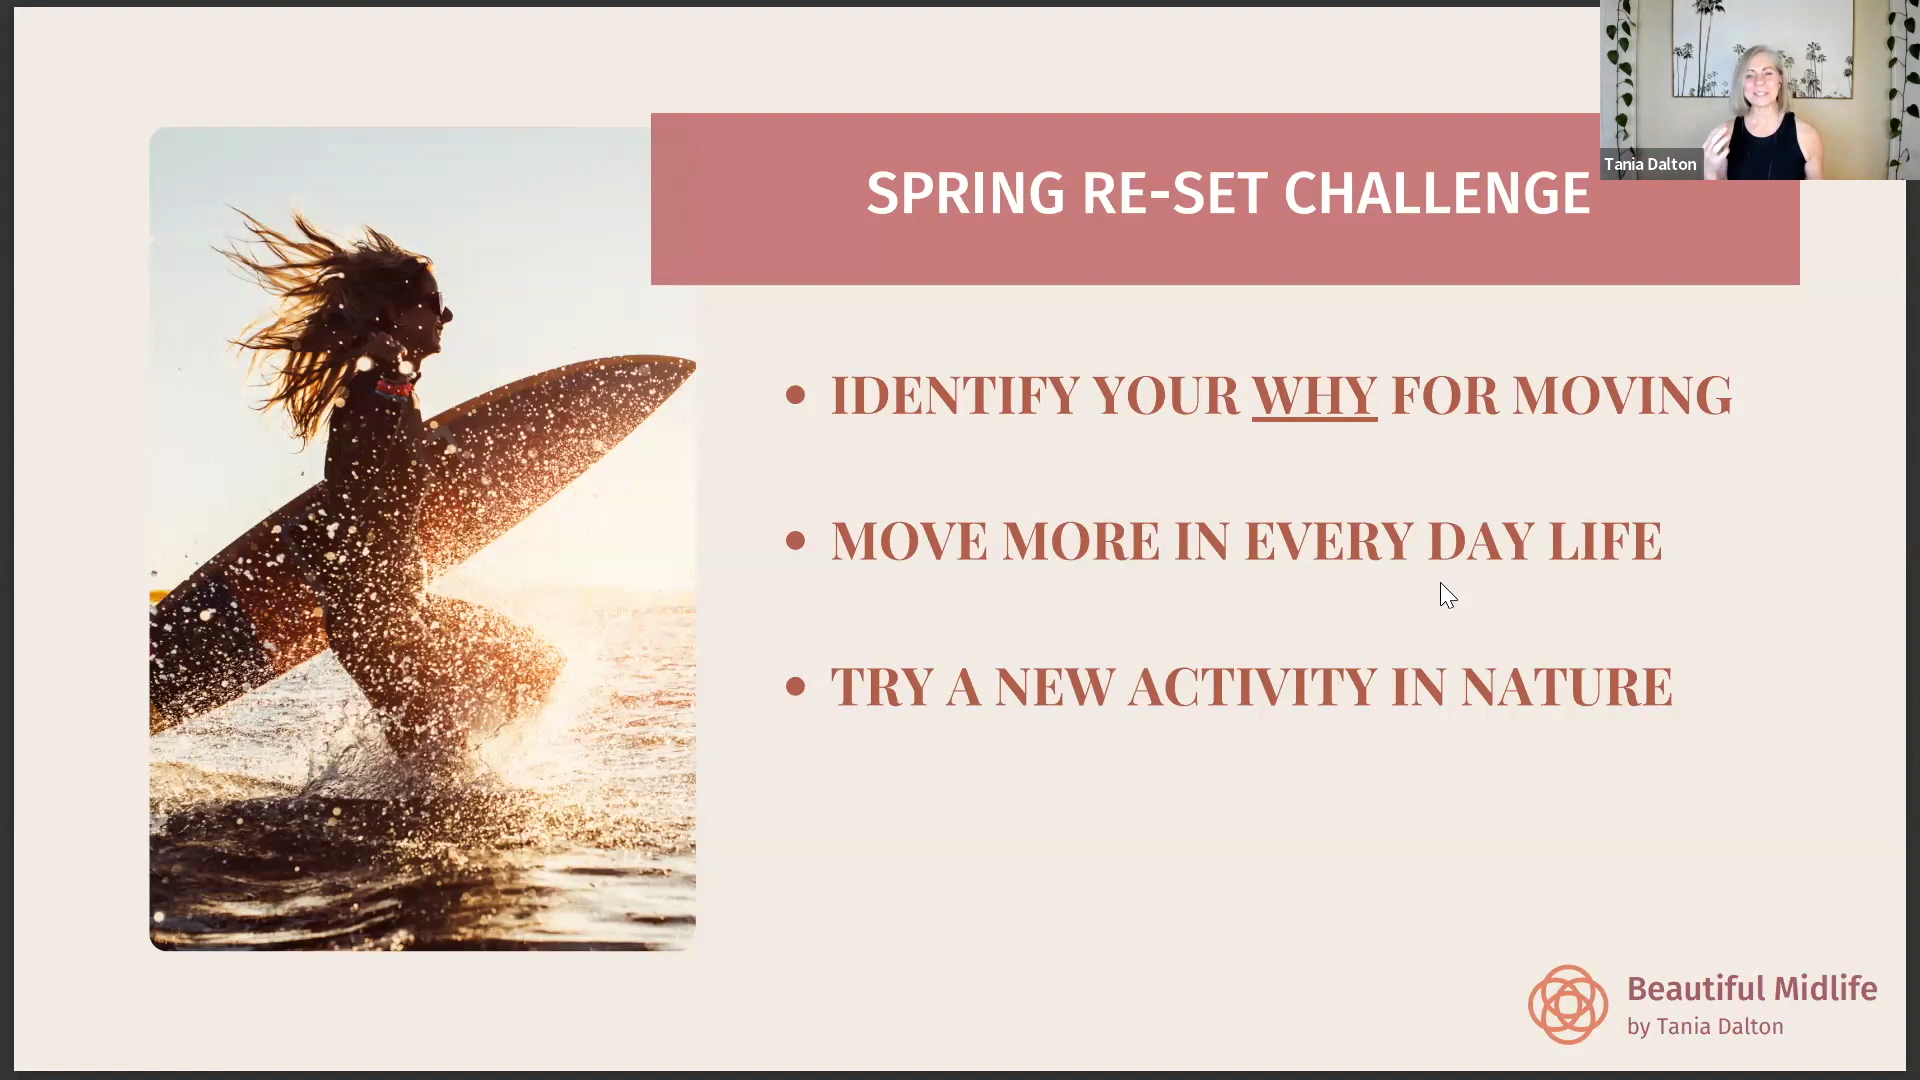 Tania Dalton
SPRING RE-SET CHALLENGE
• IDENTIFY YOUR WHY FOR MOVING
• MOVE MORE IN EVERY DAY LIFE
• TRY A NEW ACTIVITY IN NATURE
Beautiful Midlife
by Tania Dalton